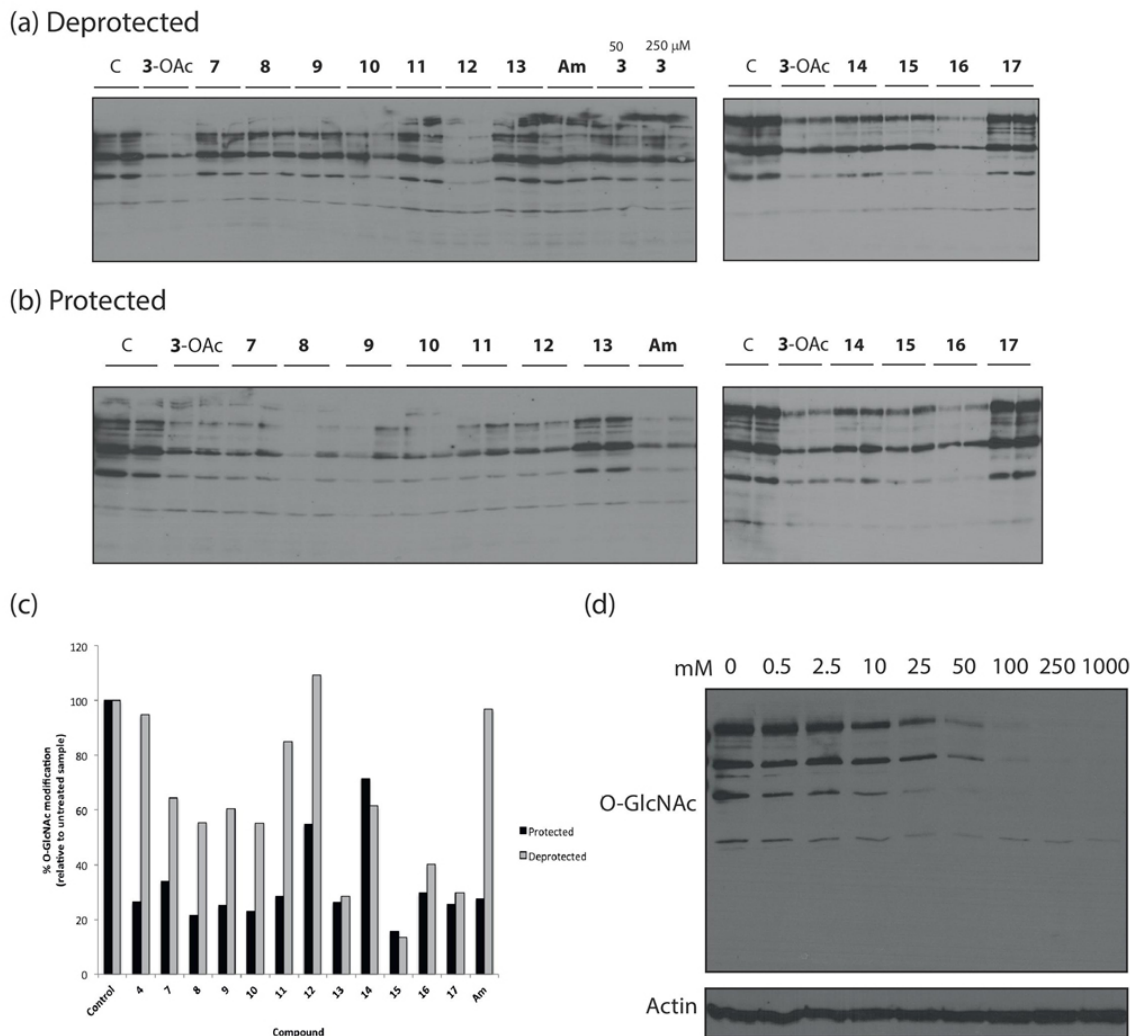 (a) Deprotected
50 250 μM
C 3-OAc 7 8 9 10 11 12 13 Am 3 3
C 3-OAc 14 15 16 17
(b) Protected
C 3-OAc 7 8 9 10 11 12 13 Am
C 3-OAc 14 15 16 17
(c)
120
100
80
60
40
20
0
% O-GlcNAc modification
(relative to untreated sample)
Control 4 7 8 9 10 11 12 13 14 15 16 17 Am
Compound
Protected
Deprotected
(d)
mM 0 0.5 2.5 10 25 50 100 250 1000
O-GlcNAc
Actin